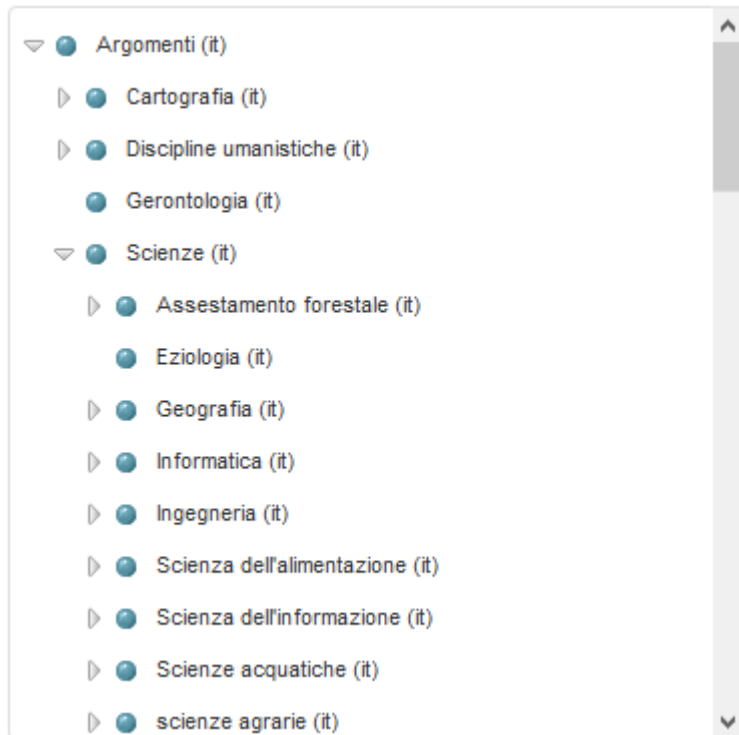 Argomenti (it)
Cartografia (it)
Discipline umanistiche (it)
Gerontologia (it)
Scienze (it)
Assestamento forestale (it)
Eziologia (it)
Geografia (it)
Informatica (it)
Ingegneria (it)
Scienza dell'alimentazione (it)
Scienza dell'informazione (it)
Scienze acquatiche (it)
scienze agrarie (it)